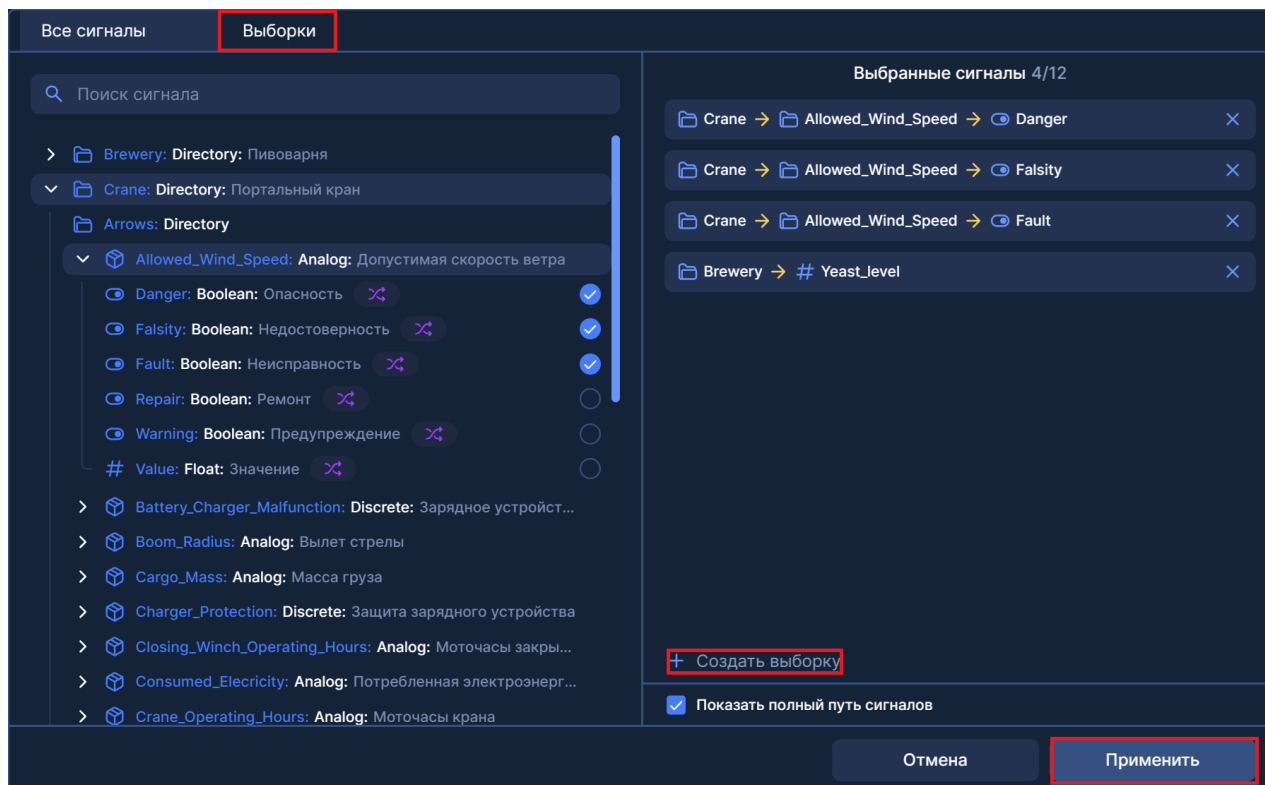 Все сигналы
Выборки
Поиск сигнала
Brewery: Directory: Пивоварня
Crane: Directory: Портальный кран
Arrows: Directory
Allowed_Wind_Speed: Analog: Допустимая скорость ветра
Danger: Boolean: Опасность
Falsity: Boolean: Недостоверность
Fault: Boolean: Неисправность
Repair: Boolean: Ремонт
Warning: Boolean: Предупреждение
Value: Float: Значение
Battery_Charger_Malfunction: Discrete: Зарядное устройст...
Boom_Radius: Analog: Вылет стрелы
Cargo_Mass: Analog: Масса груза
Charger_Protection: Discrete: Защита зарядного устройства
Closing_Winch_Operating_Hours: Analog: Моточасы закры...
Consumed_Elecricity: Analog: Потребленная электроэнерг...
Crane_Operating_Hours: Analog: Моточасы крана
Выбранные сигналы 4/12
Crane → Allowed_Wind_Speed → Danger
Crane → Allowed_Wind_Speed → Falsity
Crane → Allowed_Wind_Speed → Fault
Brewery → # Yeast_level
+ Создать выборку
Показать полный путь сигналов
Отмена
Применить